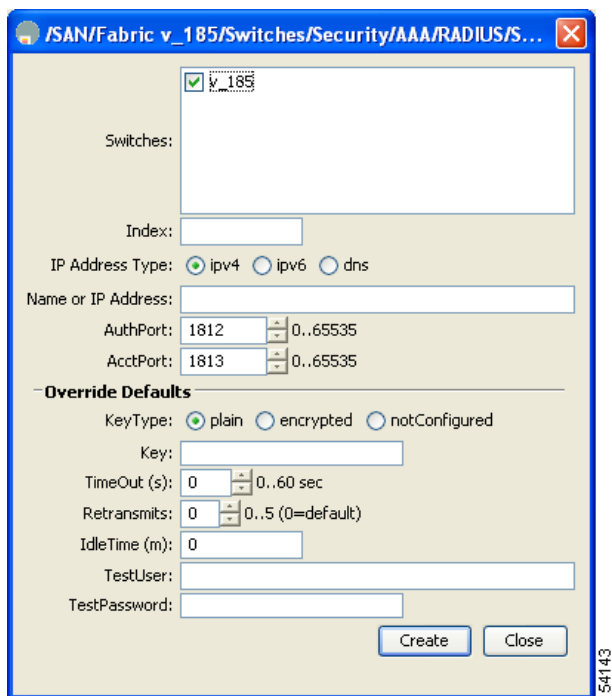 /SAN/Fabric v_185/Switches/Security/AAA/RADIUS/S...
v_185
Switches:
Index:
IP Address Type: ipv4 ipv6 dns
Name or IP Address:
AuthPort: 1812 0..65535
AcctPort: 1813 0..65535
Override Defaults
KeyType: plain encrypted notConfigured
Key:
TimeOut (s): 0 0..60 sec
Retransmits: 0 0..5 (0=default)
IdleTime (m): 0
TestUser:
TestPassword:
Create Close
54143